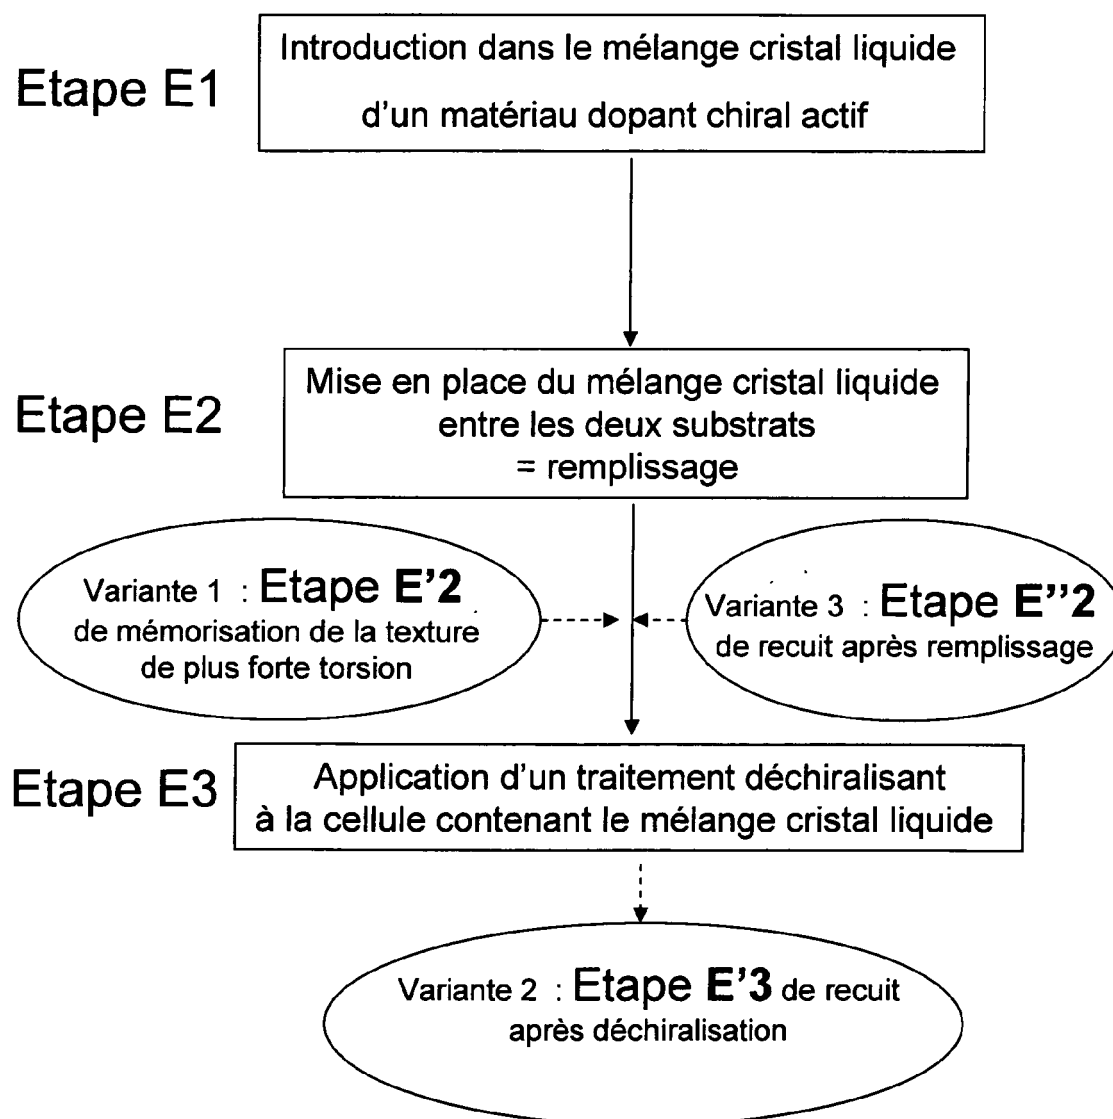 Etape E1
Introduction dans le mélange cristal liquide
d'un matériau dopant chiral actif
Etape E2
Mise en place du mélange cristal liquide
entre les deux substrats
= remplissage
Variante 1 : Etape E'2
de mémorisation de la texture
de plus forte torsion
Variante 3 : Etape E''2
de recuit après remplissage
Etape E3
Application d'un traitement déchiralisant
à la cellule contenant le mélange cristal liquide
Variante 2 : Etape E'3 de recuit
après déchiralisation